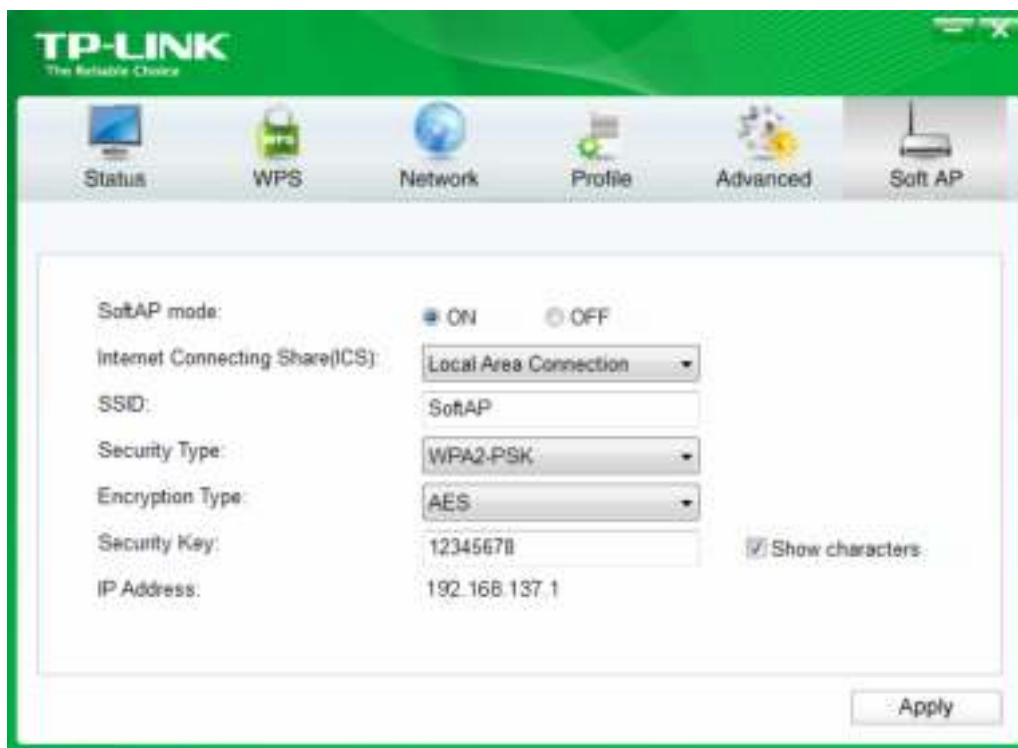 TP-LINK
The Reliable Choice
Status WPS Network Profile Advanced Soft AP
SoftAP mode: ON OFF
Internet Connecting Share(ICS): Local Area Connection
SSID: SoftAP
Security Type: WPA2-PSK
Encryption Type: AES
Security Key: 12345678 Show characters
IP Address: 192.168.137.1
Apply